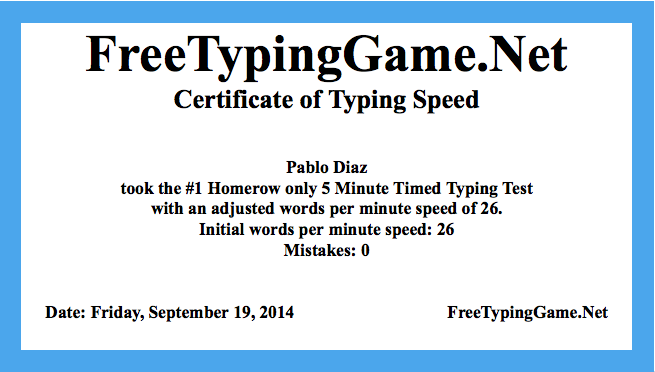 FreeTypingGame.Net
Certificate of Typing Speed
Pablo Diaz
took the #1 Homerow only 5 Minute Timed Typing Test
with an adjusted words per minute speed of 26.
Initial words per minute speed: 26
Mistakes: 0
Date: Friday, September 19, 2014
FreeTypingGame.Net